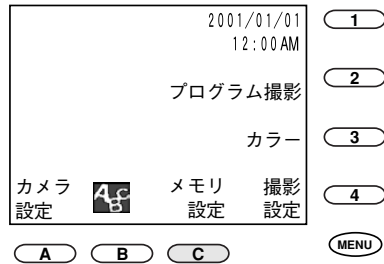 2001/01/01
12:00AM
プログラム撮影
カラー
カメラ
設定
ABC
メモリ
設定
撮影
設定
1
2
3
4
MENU
A
B
C